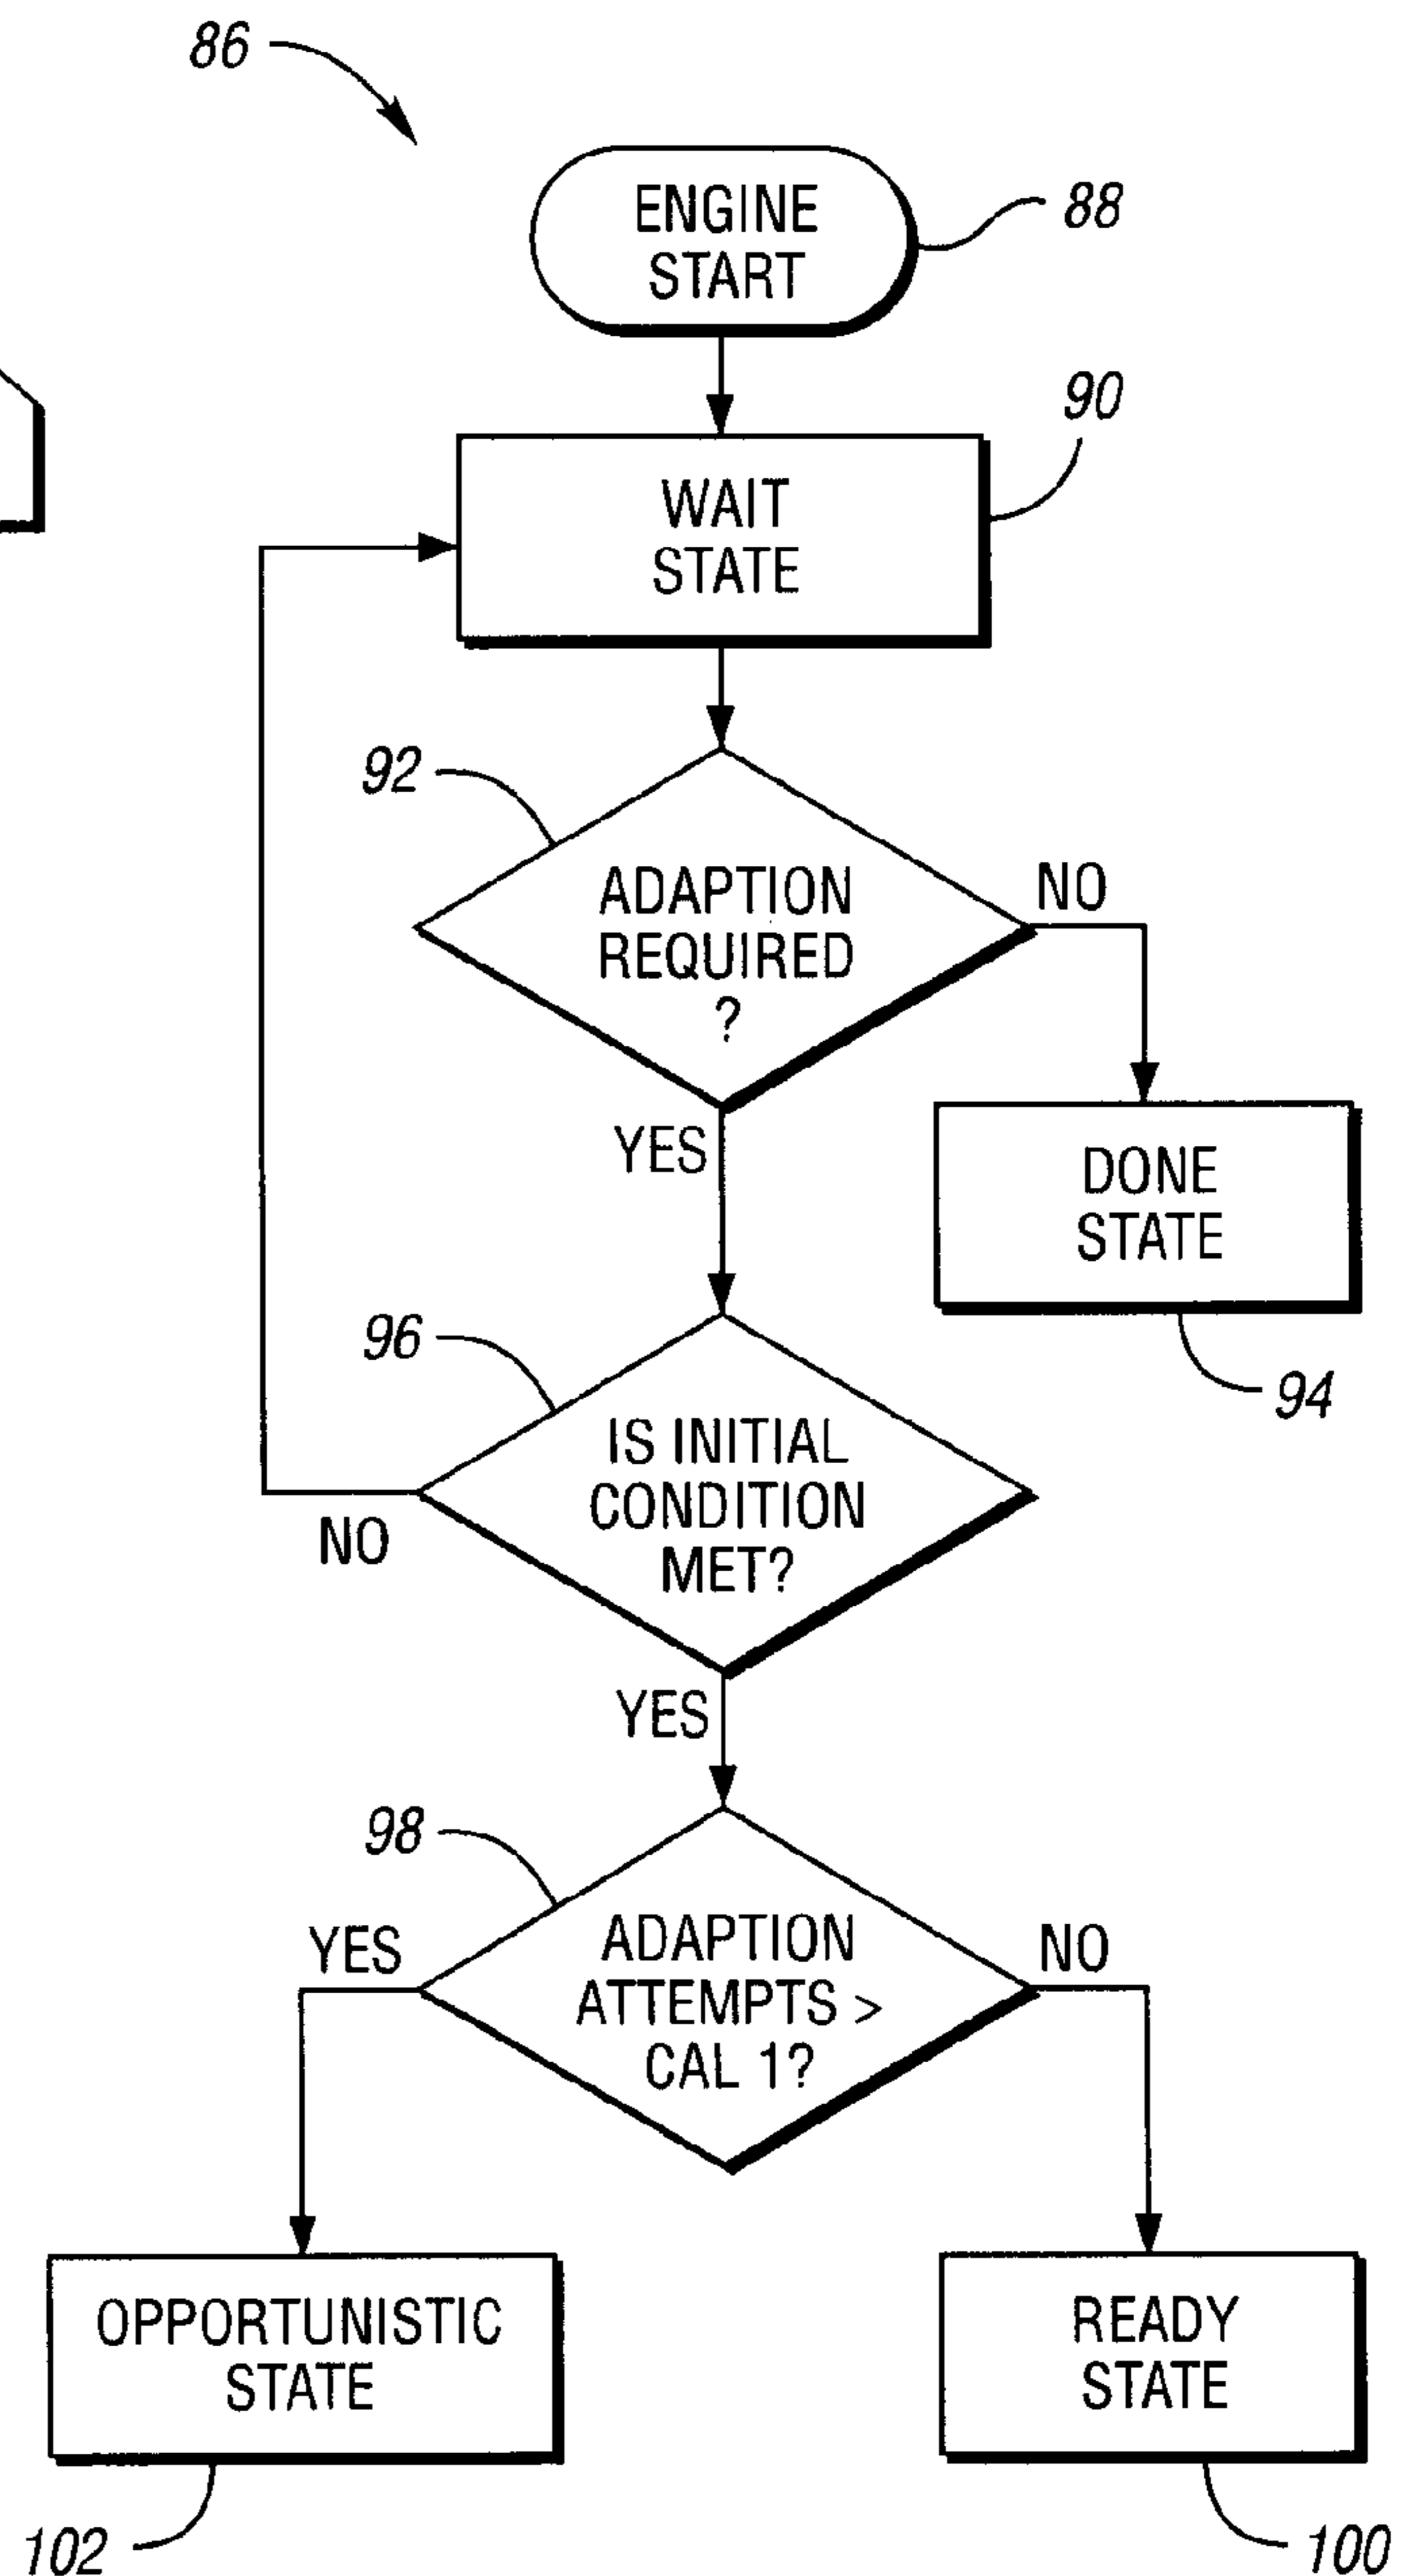 86
ENGINE
START
88
90
WAIT
STATE
92
ADAPTION
REQUIRED
?
NO
YES
DONE
STATE
94
96
IS INITIAL
CONDITION
MET?
NO
YES
98
YES
ADAPTION
ATTEMPTS >
CAL 1?
NO
OPPORTUNISTIC
STATE
READY
STATE
102
100